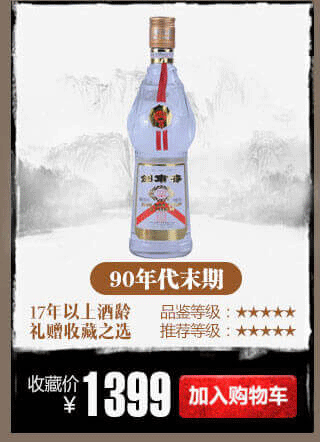 剑南春
90年代末期
17年以上酒龄
品鉴等级：★★★★★
礼赠收藏之选
推荐等级：★★★★★
收藏价
¥1399
加入购物车